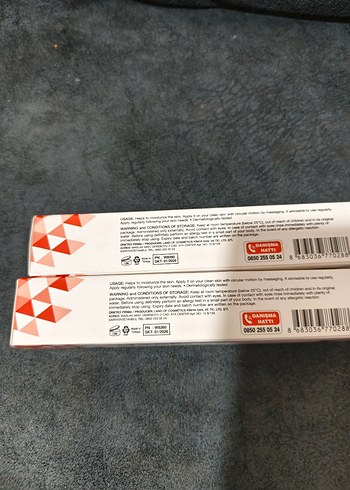 USAGE: Helps to moisturize the skin. Apply it on your clean skin with circular motion by massaging. It advisable to use regularly.
Apply regularly following your skin needs. • Dermatologically tested
WARNING and CONDITIONS OF STORAGE: Keep at room temperature (below 25°C), out of reach of children and in its original
package. Administered only externally. Avoid contact with eyes. In case of contact with eyes rinse immediately with plenty of
water. Before using definitely perform an allergy test in a small part of your body. In the event of any allergic reaction
immediately stop using. Expiry date and batch number are written on the package.
DANIŞMA
HATTI
0850 255 05 34
8 683036 770288
USAGE: Helps to moisturize the skin. Apply it on your clean skin with circular motion by massaging. It advisable to use regularly.
Apply regularly following your skin needs. • Dermatologically tested
WARNING and CONDITIONS OF STORAGE: Keep at room temperature (below 25°C), out of reach of children and in its original
package. Administered only externally. Avoid contact with eyes. In case of contact with eyes rinse immediately with plenty of
water. Before using definitely perform an allergy test in a small part of your body. In the event of any allergic reaction
immediately stop using. Expiry date and batch number are written on the package.
DANIŞMA
HATTI
0850 255 05 34
8 683036 770288